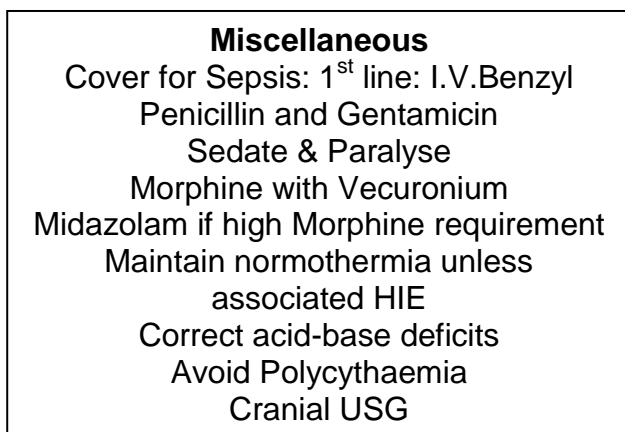 Miscellaneous
Cover for Sepsis: 1st line: I.V.Benzyl
Penicillin and Gentamicin
Sedate & Paralyse
Morphine with Vecuronium
Midazolam if high Morphine requirement
Maintain normothermia unless
associated HIE
Correct acid-base deficits
Avoid Polycythaemia
Cranial USG